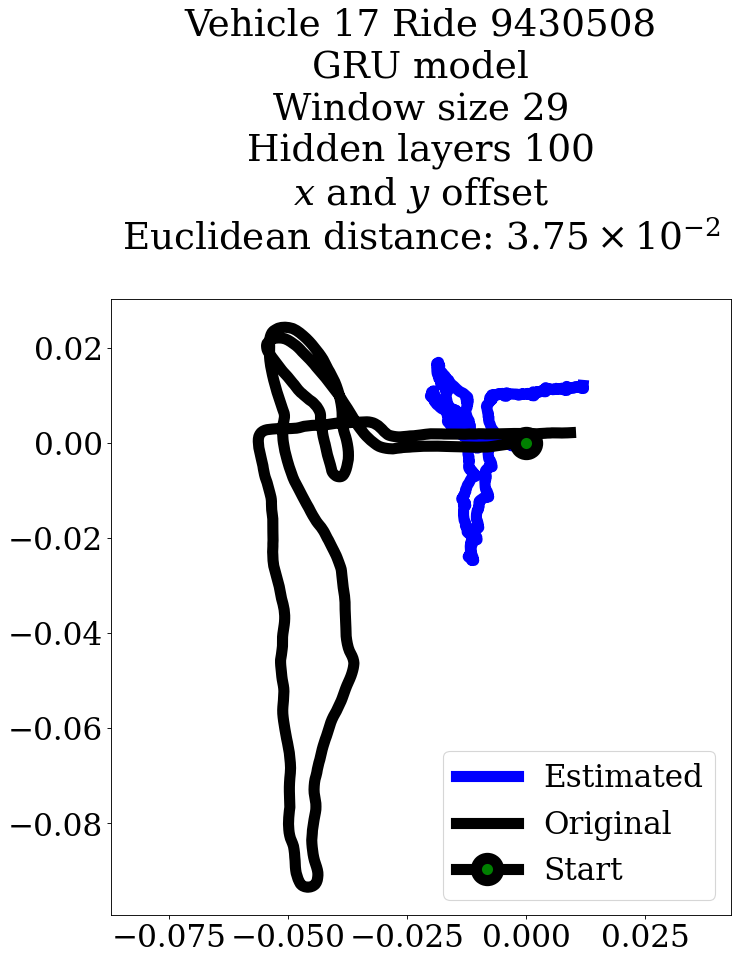 Vehicle 17 Ride 9430508
GRU model
Window size 29
Hidden layers 100
x and y offset
Euclidean distance: 3.75 × 10⁻²
0.02
0.00
−0.02
−0.04
−0.06
−0.08
Estimated
Original
Start
−0.075 −0.050 −0.025 0.000 0.025